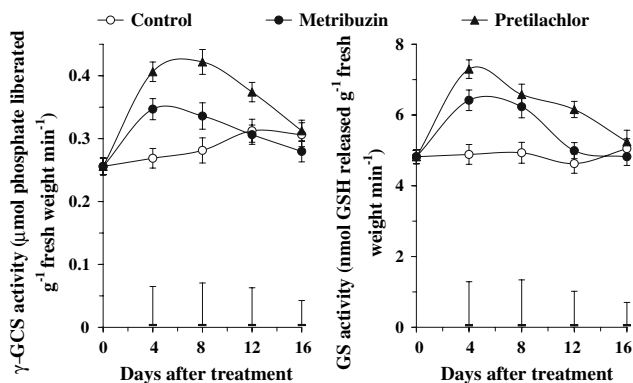 Control Metribuzin Pretilachlor
γ-GCS activity (μmol phosphate liberated
g-1 fresh weight min-1)
0.4
0.3
0.2
0.1
0
0 4 8 12 16
Days after treatment
GS activity (nmol GSH released g-1 fresh
weight min-1)
8
6
4
2
0
0 4 8 12 16
Days after treatment